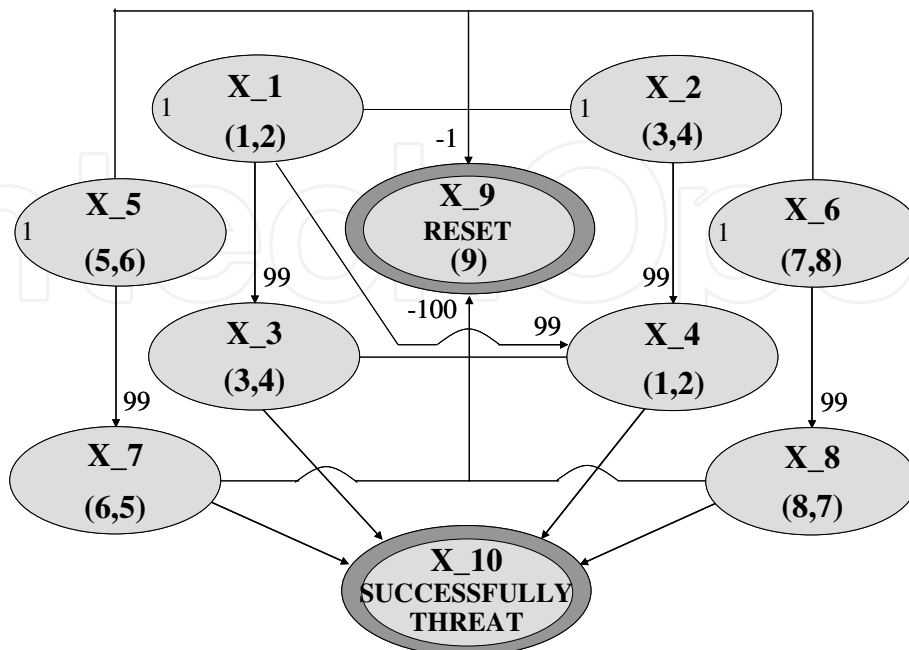 X_1
1
(1,2)
X_2
1
(3,4)
-1
X_5
1
(5,6)
X_9
RESET
(9)
X_6
1
(7,8)
99
99
-100
99
X_3
(3,4)
X_4
(1,2)
99
99
X_7
(6,5)
X_8
(8,7)
X_10
SUCCESSFULLY
THREAT